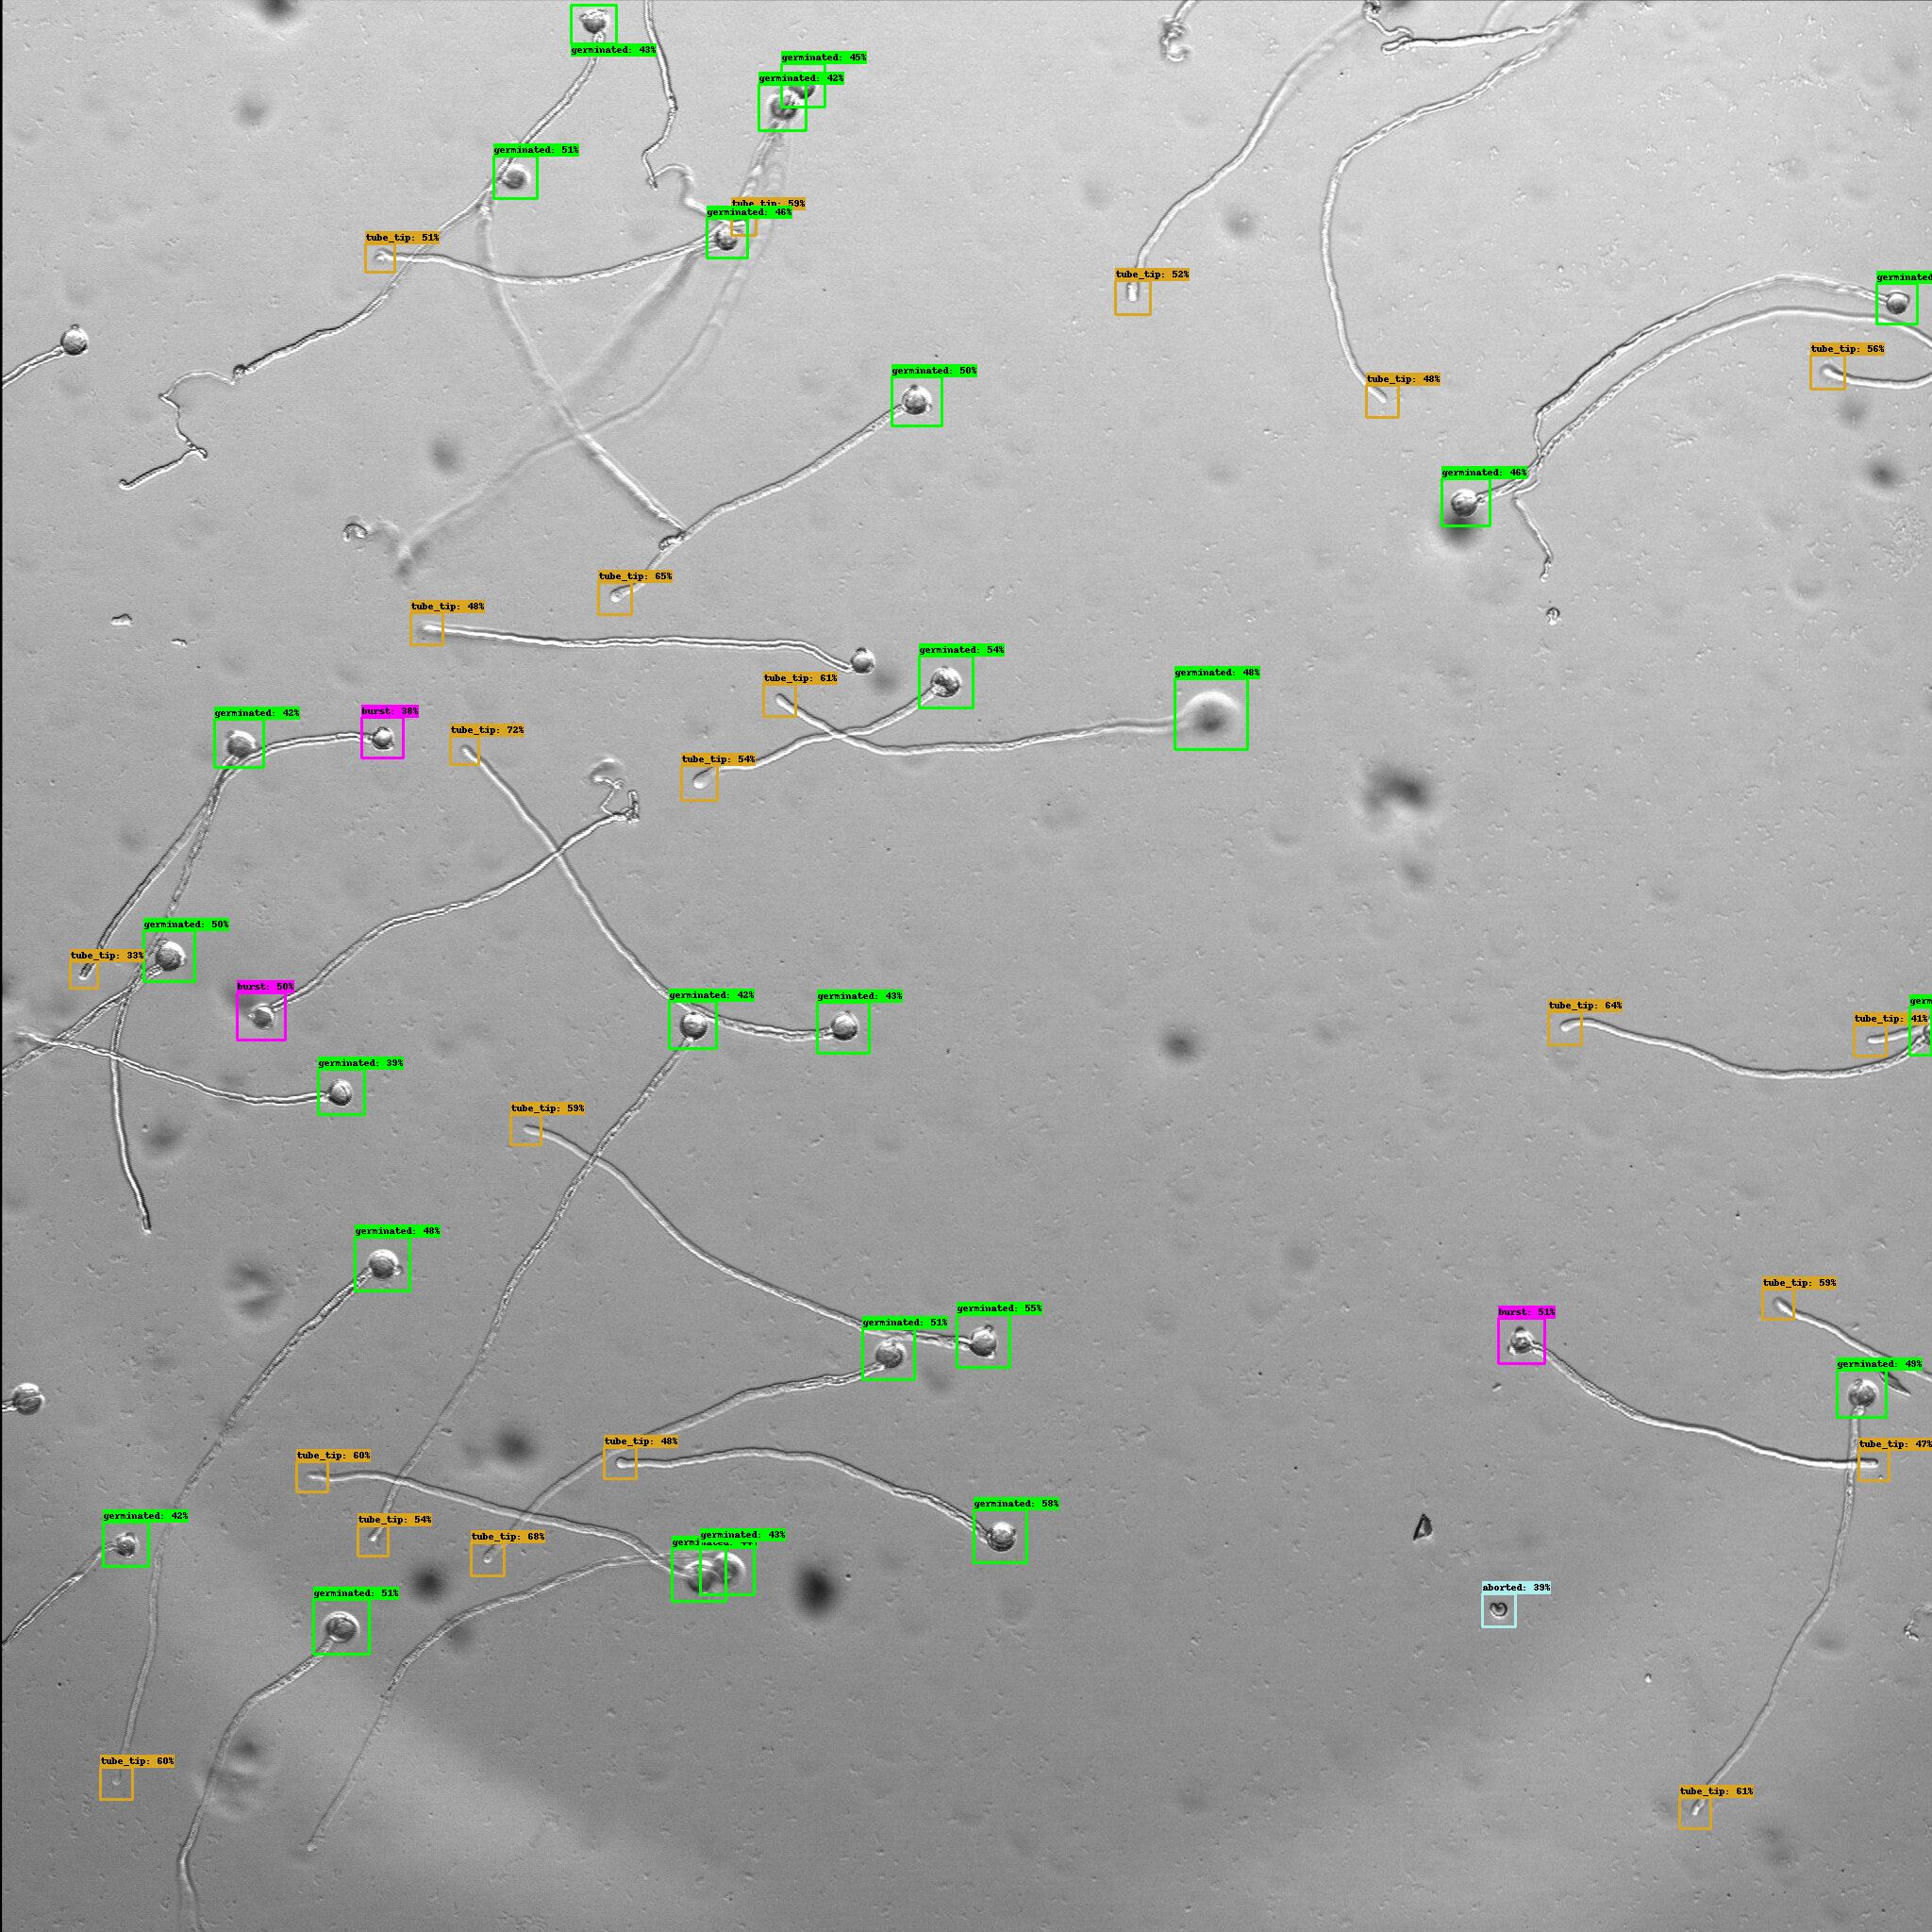 germinated: 43%
germinated: 45%
germinated: 42%
germinated: 51%
tube_tip: 59%
germinated: 46%
tube_tip: 51%
tube_tip: 52%
germinated
tube_tip: 56%
germinated: 50%
tube_tip: 48%
germinated: 46%
tube_tip: 65%
tube_tip: 48%
germinated: 54%
germinated: 48%
tube_tip: 61%
germinated: 42%
burst: 38%
tube_tip: 72%
tube_tip: 54%
germinated: 50%
tube_tip: 33%
burst: 50%
germinated: 42%
germinated: 43%
germ
tube_tip: 64%
tube_tip: 41%
germinated: 39%
tube_tip: 59%
germinated: 48%
tube_tip: 59%
germinated: 55%
burst: 51%
germinated: 51%
germinated: 49%
tube_tip: 48%
tube_tip: 47%
tube_tip: 60%
germinated: 58%
germinated: 42%
tube_tip: 54%
tube_tip: 68%
germinated: 43%
aborted: 39%
germinated: 51%
tube_tip: 60%
tube_tip: 61%